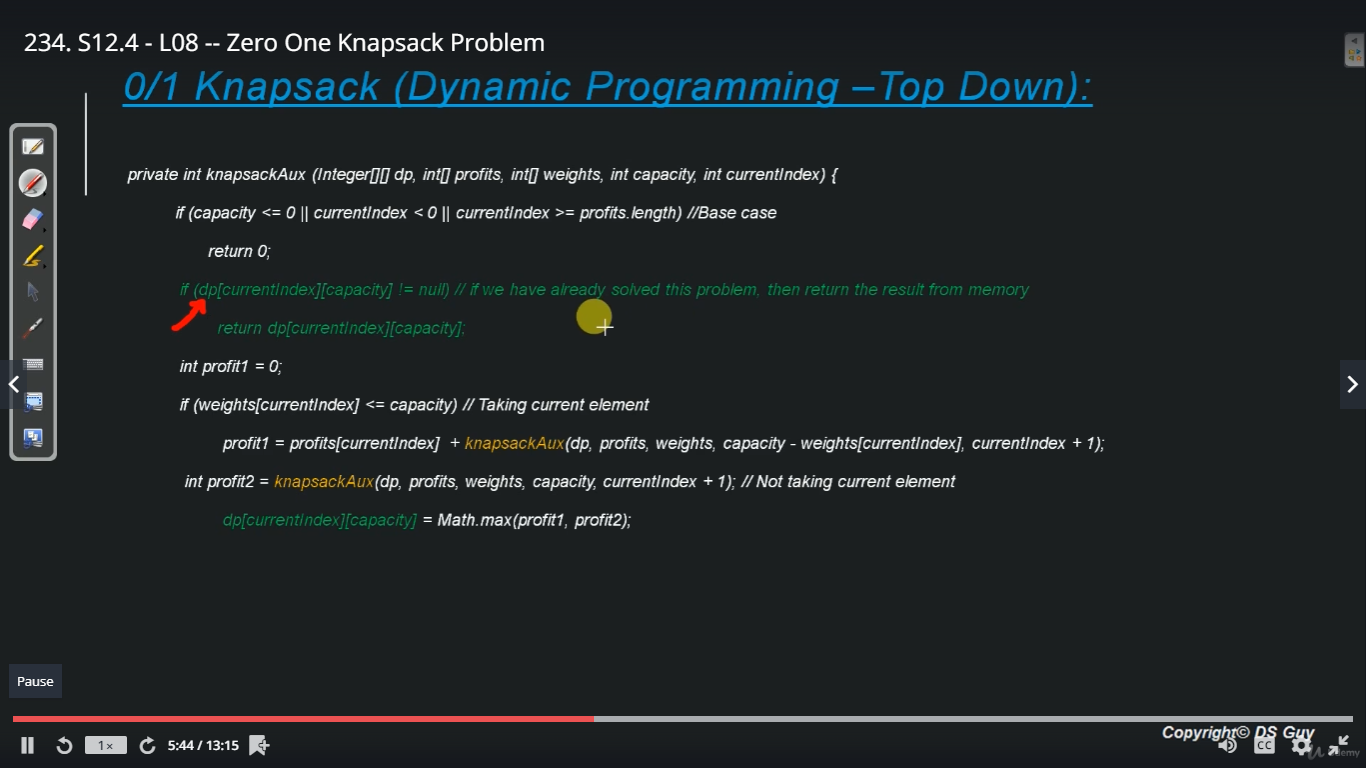 234. S12.4 - L08 -- Zero One Knapsack Problem
0/1 Knapsack (Dynamic Programming –Top Down):
private int knapsackAux (Integer[][] dp, int[] profits, int[] weights, int capacity, int currentIndex) {
if (capacity <= 0 || currentIndex < 0 || currentIndex >= profits.length) //Base case
return 0;
if (dp[currentIndex][capacity] != null) // if we have already solved this problem, then return the result from memory
return dp[currentIndex][capacity];
int profit1 = 0;
if (weights[currentIndex] <= capacity) // Taking current element
profit1 = profits[currentIndex] + knapsackAux(dp, profits, weights, capacity - weights[currentIndex], currentIndex + 1);
int profit2 = knapsackAux(dp, profits, weights, capacity, currentIndex + 1); // Not taking current element
dp[currentIndex][capacity] = Math.max(profit1, profit2);
Pause
Copyright© DS Guy
1× 5:44 / 13:15 CC